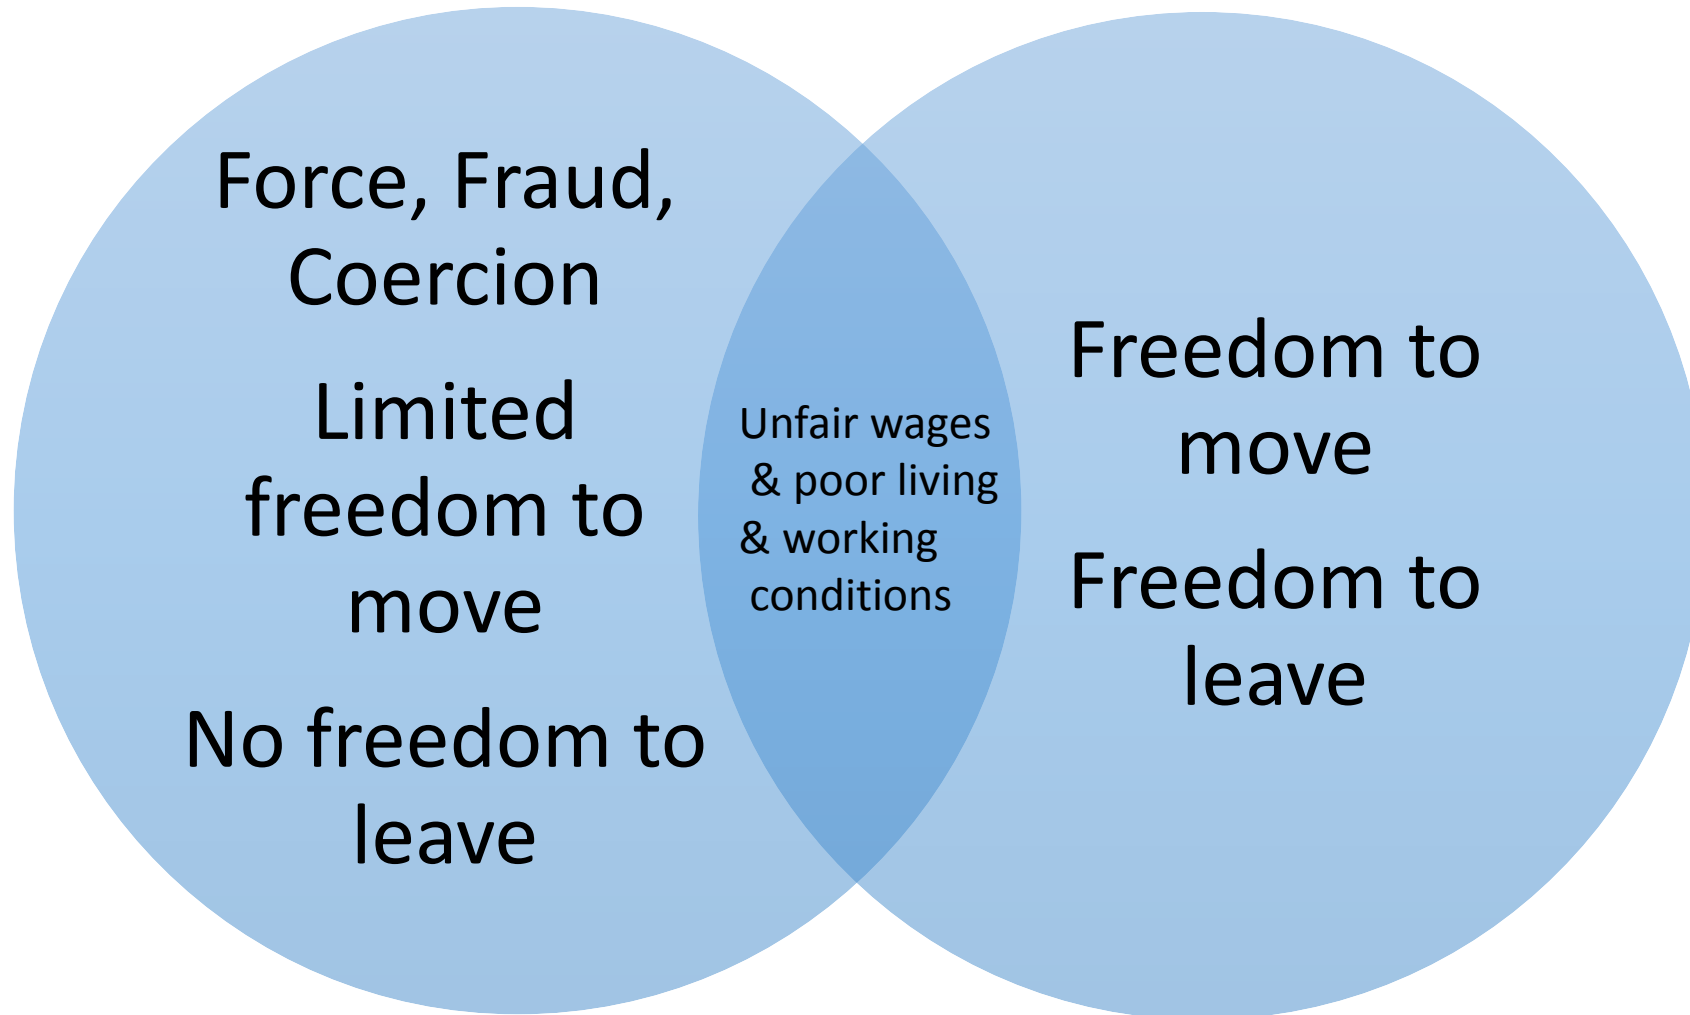 Force, Fraud,
Coercion
Limited
freedom to
move
No freedom to
leave
Unfair wages
& poor living
& working
conditions
Freedom to
move
Freedom to
leave